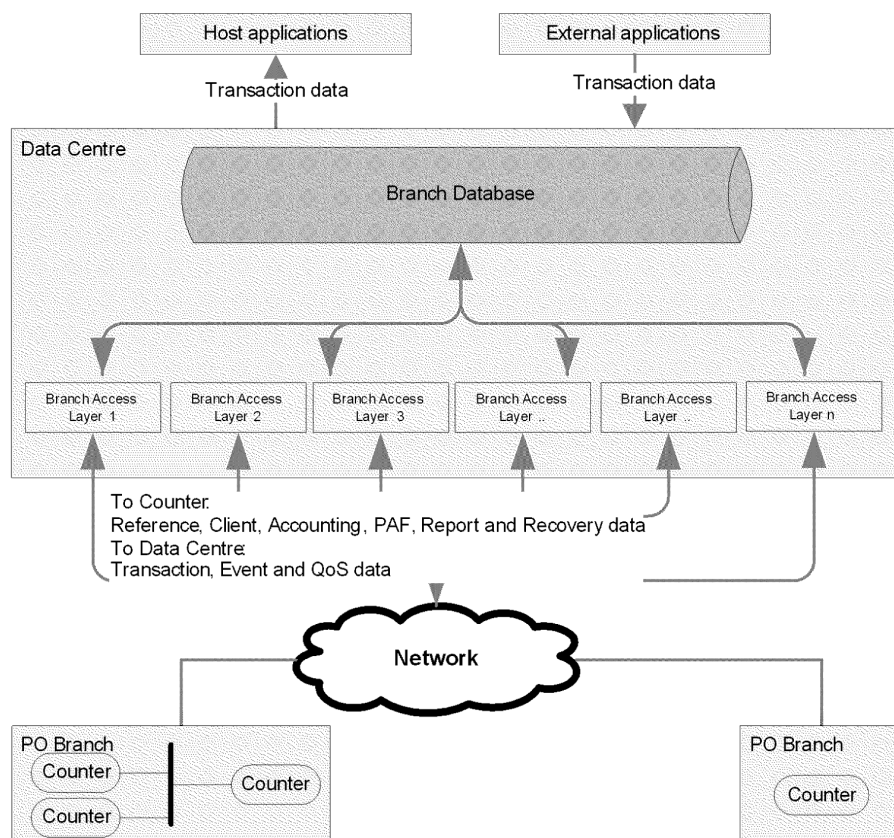 Host applications
External applications
Transaction data
Transaction data
Data Centre
Branch Database
Branch Access
Layer 1
Branch Access
Layer 2
Branch Access
Layer 3
Branch Access
Layer ..
Branch Access
Layer ..
Branch Access
Layer n
To Counter:
Reference, Client, Accounting, PAF, Report and Recovery data
To Data Centre:
Transaction, Event and QoS data
Network
PO Branch
Counter
Counter
Counter
PO Branch
Counter